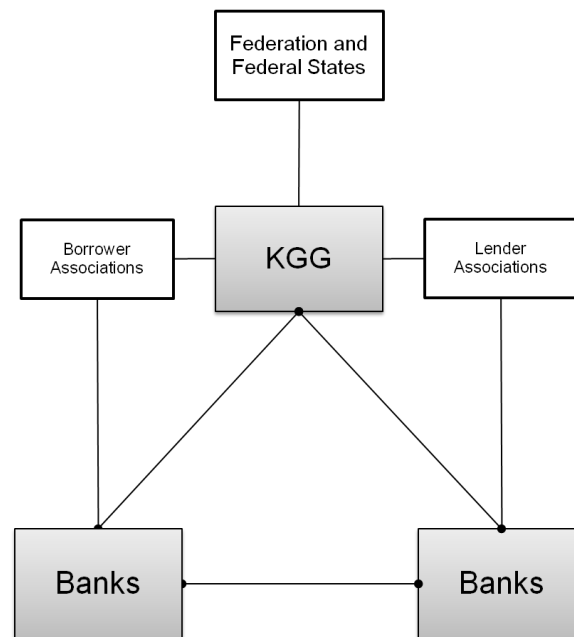 Federation and
Federal States
Borrower
Associations
KGG
Lender
Associations
Banks
Banks